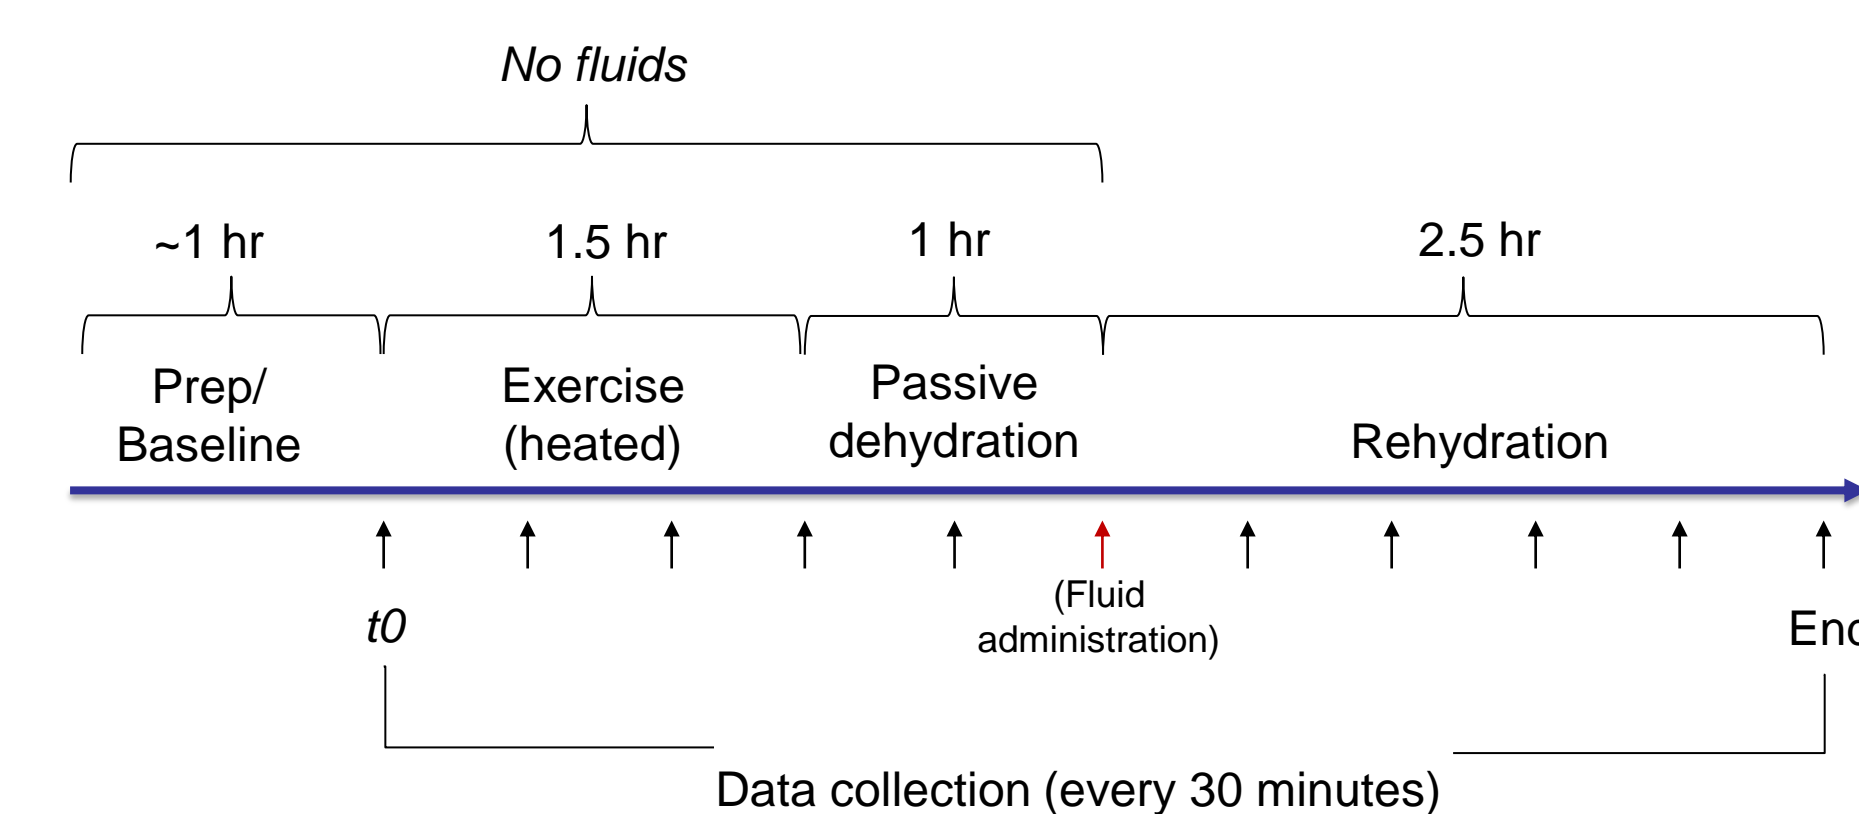 No fluids
~1 hr
1.5 hr
1 hr
2.5 hr
Prep/
Baseline
Exercise
(heated)
Passive
dehydration
Rehydration
t0
(Fluid
administration)
Data collection (every 30 minutes)